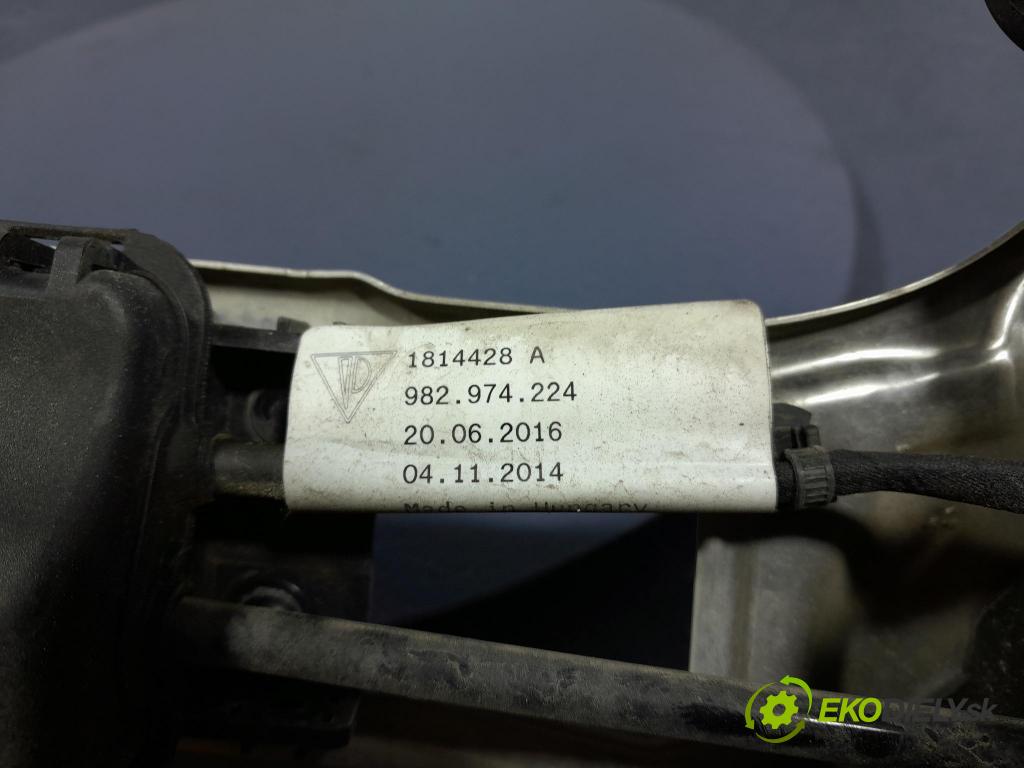 1814428 A
982.974.224
20.06.2016
04.11.2014
Made in Hungary
EKODIELY.sk